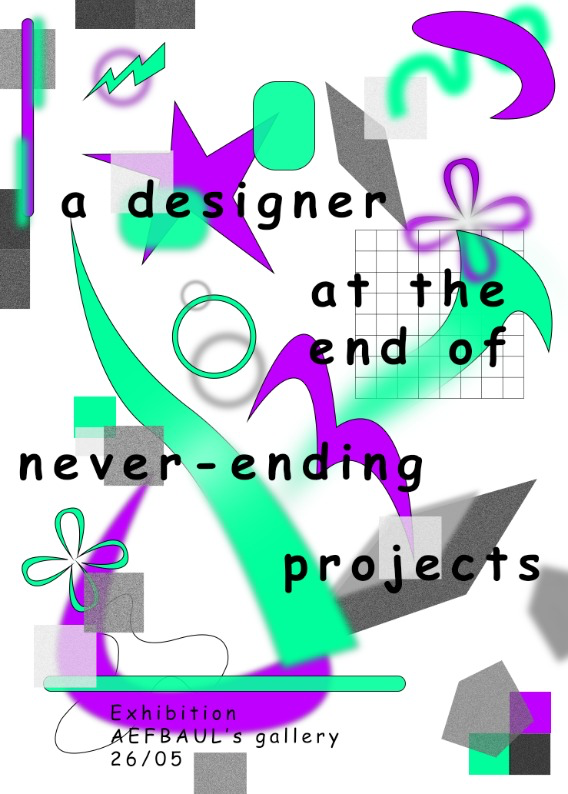 a designer
at the
end of
never-ending
projects
Exhibition
AEFBAUL's gallery
26/05